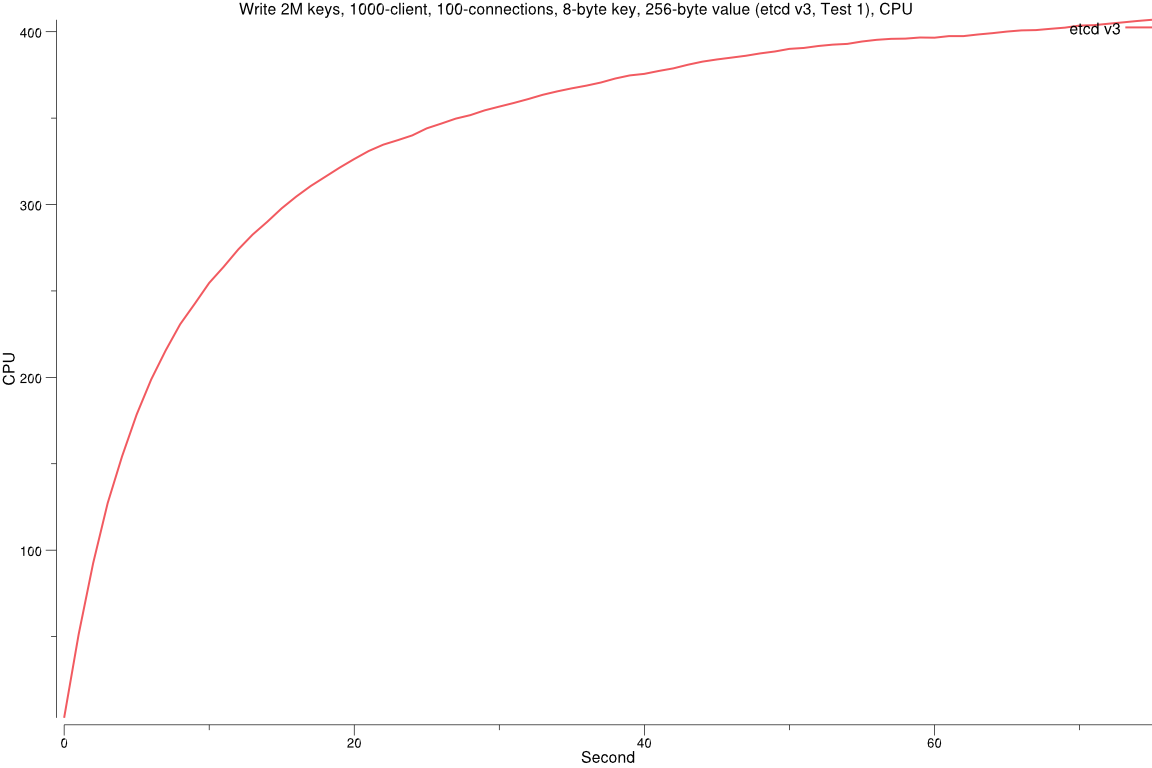 Write 2M keys, 1000-client, 100-connections, 8-byte key, 256-byte value (etcd v3, Test 1), CPU
etcd v3
400
300
200
100
CPU
0 20 40 60
Second